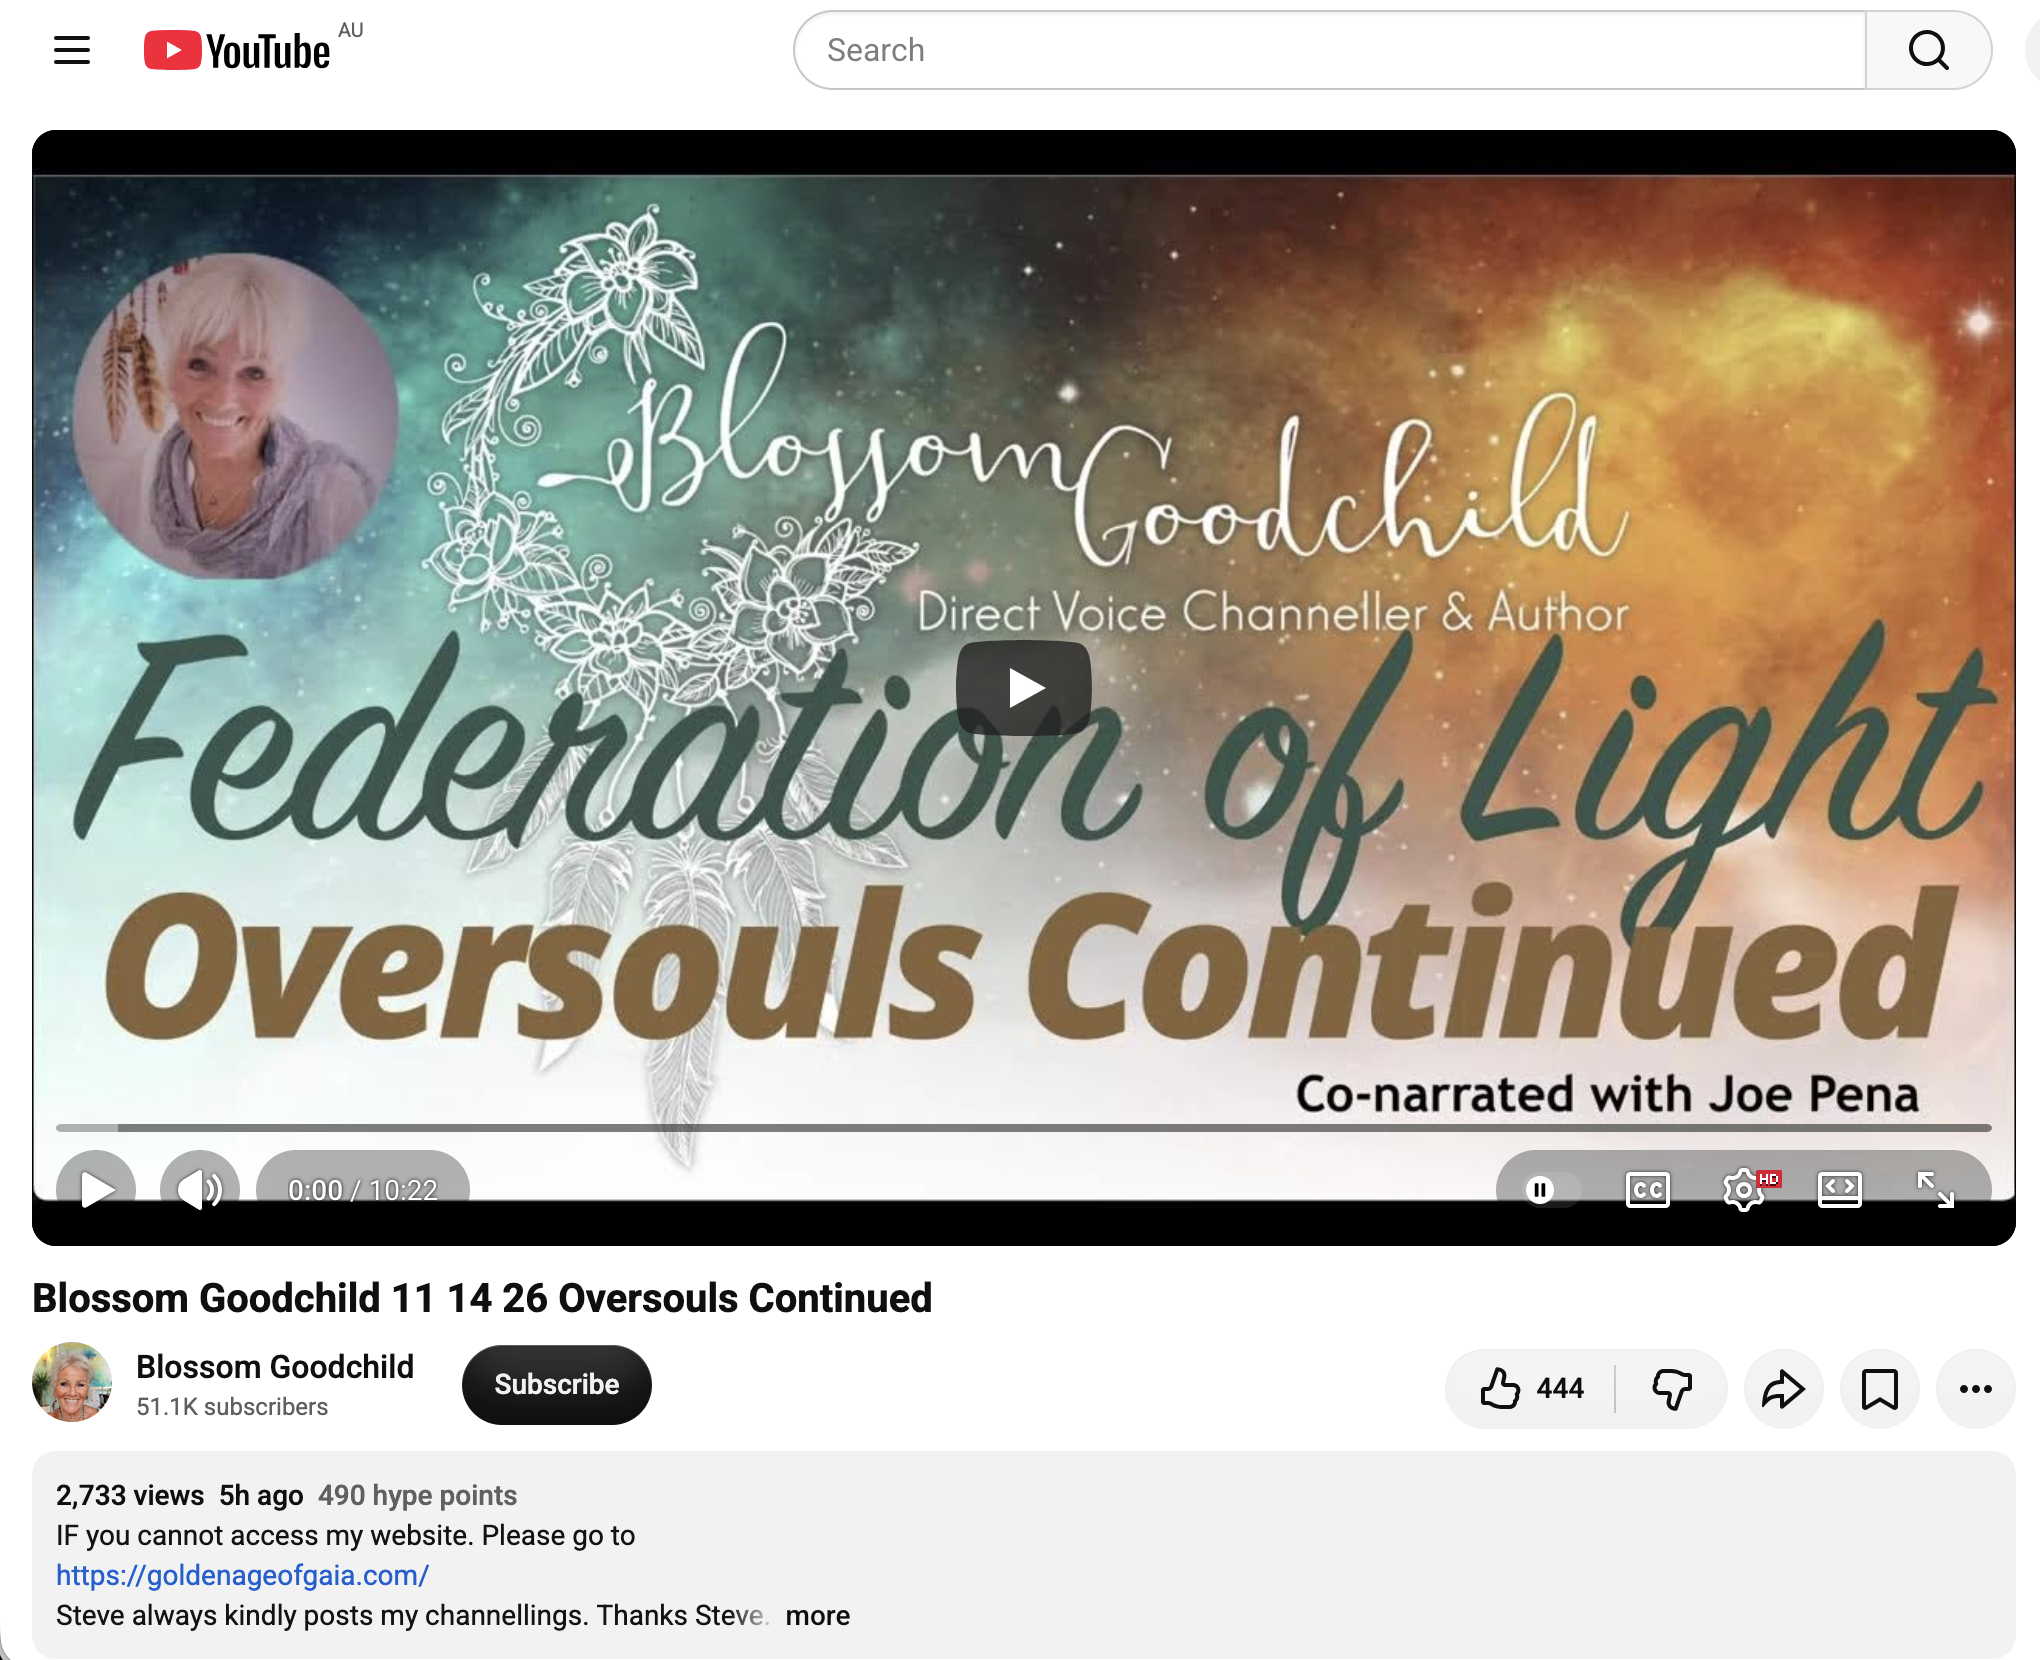 YouTube AU
Search
Blossom
Goodchild
Direct Voice Channeller & Author
Federation of Light
Oversouls Continued
Co-narrated with Joe Pena
0:00 / 10:22
CC
HD
Blossom Goodchild 11 14 26 Oversouls Continued
Blossom Goodchild
51.1K subscribers
Subscribe
444
2,733 views 5h ago 490 hype points
IF you cannot access my website. Please go to
https://goldenageofgaia.com/
Steve always kindly posts my channellings. Thanks Steve. more